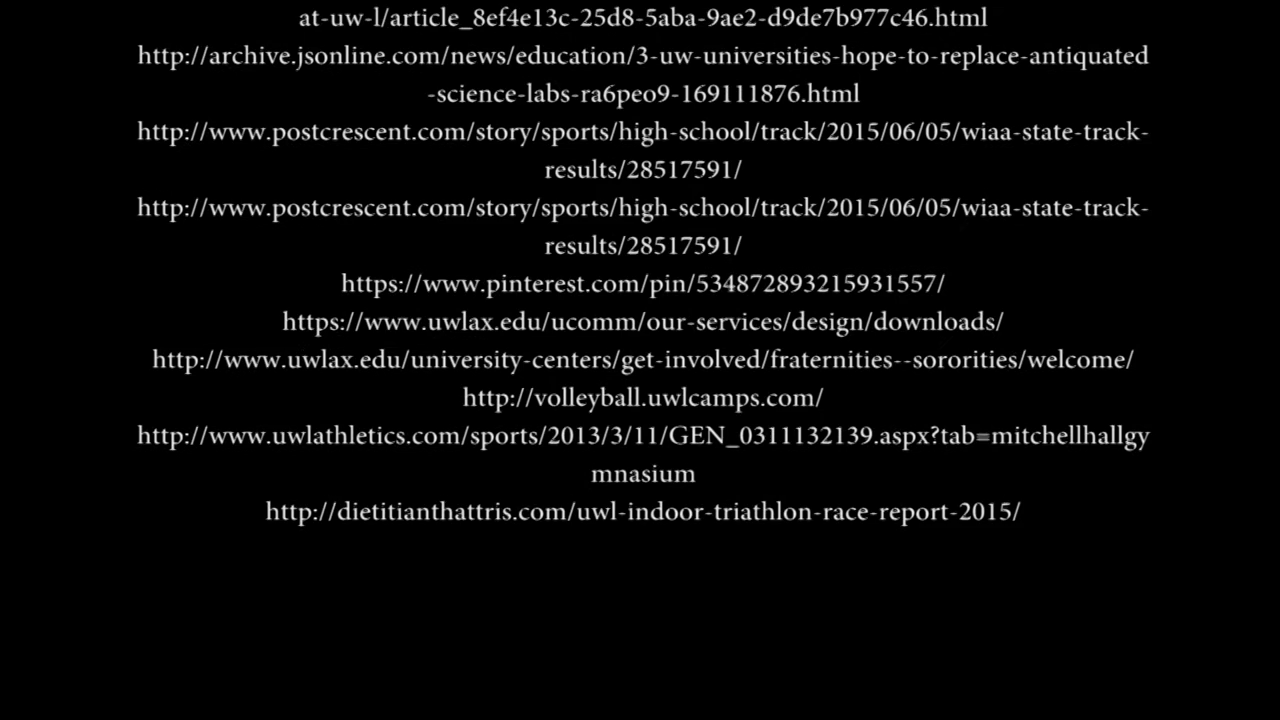 at-uw-l/article_8ef4e13c-25d8-5aba-9ae2-d9de7b977c46.html
http://archive.jsonline.com/news/education/3-uw-universities-hope-to-replace-antiquated
-science-labs-ra6peo9-169111876.html
http://www.postcrescent.com/story/sports/high-school/track/2015/06/05/wiaa-state-track-
results/28517591/
http://www.postcrescent.com/story/sports/high-school/track/2015/06/05/wiaa-state-track-
results/28517591/
https://www.pinterest.com/pin/534872893215931557/
https://www.uwlax.edu/ucomm/our-services/design/downloads/
http://www.uwlax.edu/university-centers/get-involved/fraternities--sororities/welcome/
http://volleyball.uwlcamps.com/
http://www.uwlathletics.com/sports/2013/3/11/GEN_0311132139.aspx?tab=mitchellhallgy
mnasium
http://dietitianthattris.com/uwl-indoor-triathlon-race-report-2015/